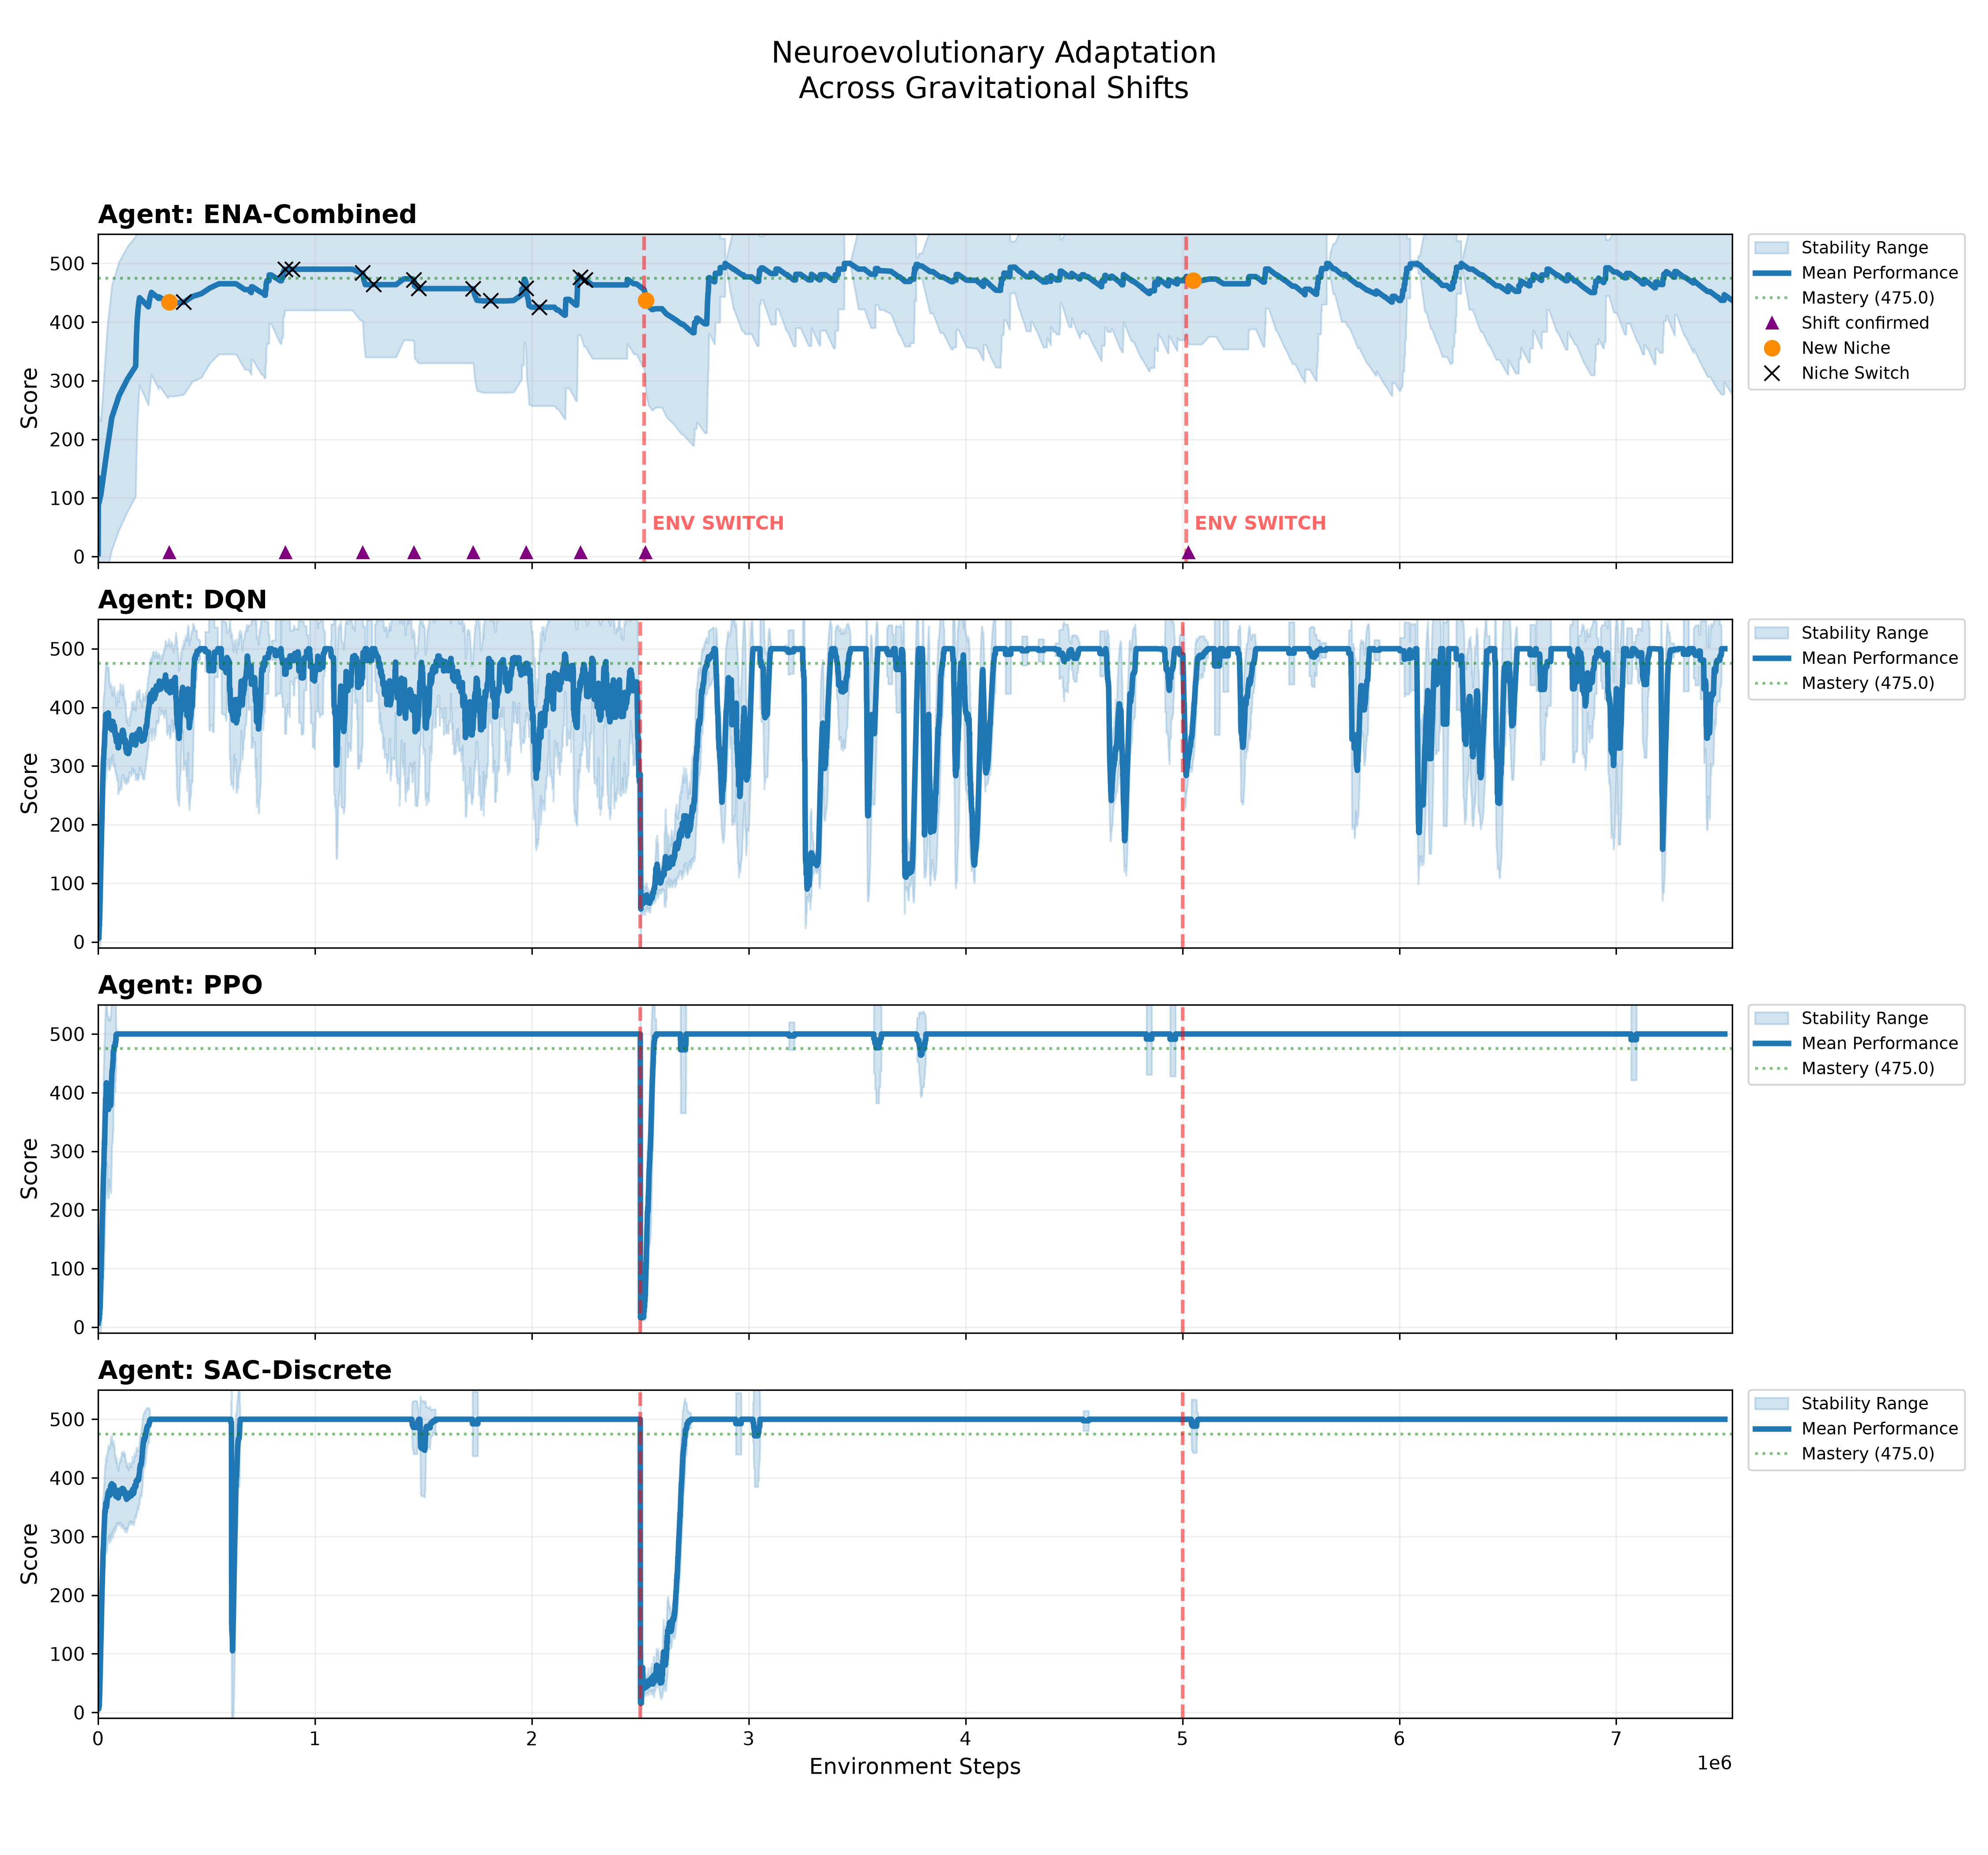 Neuroevolutionary Adaptation
Across Gravitational Shifts
Agent: ENA-Combined
Score
500
400
300
200
100
0
ENV SWITCH
ENV SWITCH
Stability Range
Mean Performance
Mastery (475.0)
Shift confirmed
New Niche
Niche Switch
Agent: DQN
Score
500
400
300
200
100
0
Stability Range
Mean Performance
Mastery (475.0)
Agent: PPO
Score
500
400
300
200
100
0
Stability Range
Mean Performance
Mastery (475.0)
Agent: SAC-Discrete
Score
500
400
300
200
100
0
Stability Range
Mean Performance
Mastery (475.0)
0 1 2 3 4 5 6 7
1e6
Environment Steps